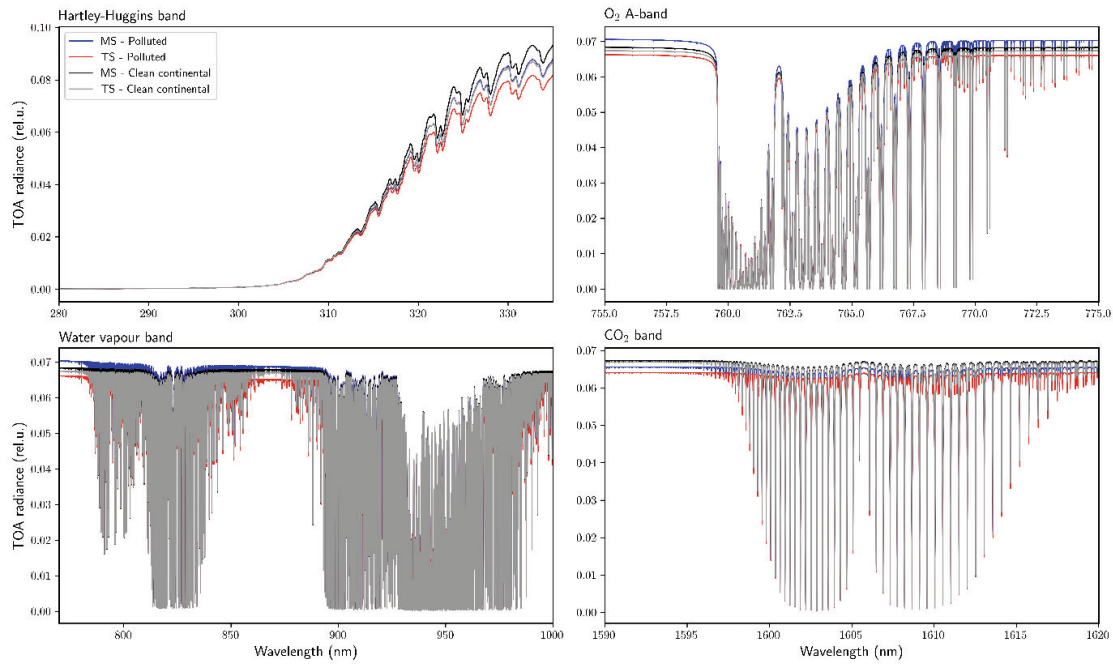 Hartley-Huggins band
TOA radiance (rel.u.)
0.10
0.08
0.06
0.04
0.02
0.00
MS - Polluted
TS - Polluted
MS - Clean continental
TS - Clean continental
280 290 300 310 320 330
O2 A-band
0.07
0.06
0.05
0.04
0.03
0.02
0.01
0.00
755.0 757.5 760.0 762.5 765.0 767.5 770.0 772.5 775.0
Water vapour band
TOA radiance (rel.u.)
0.07
0.06
0.05
0.04
0.03
0.02
0.01
0.00
800 850 900 950 1000
Wavelength (nm)
CO2 band
0.07
0.06
0.05
0.04
0.03
0.02
0.01
0.00
1590 1595 1600 1605 1610 1615 1620
Wavelength (nm)